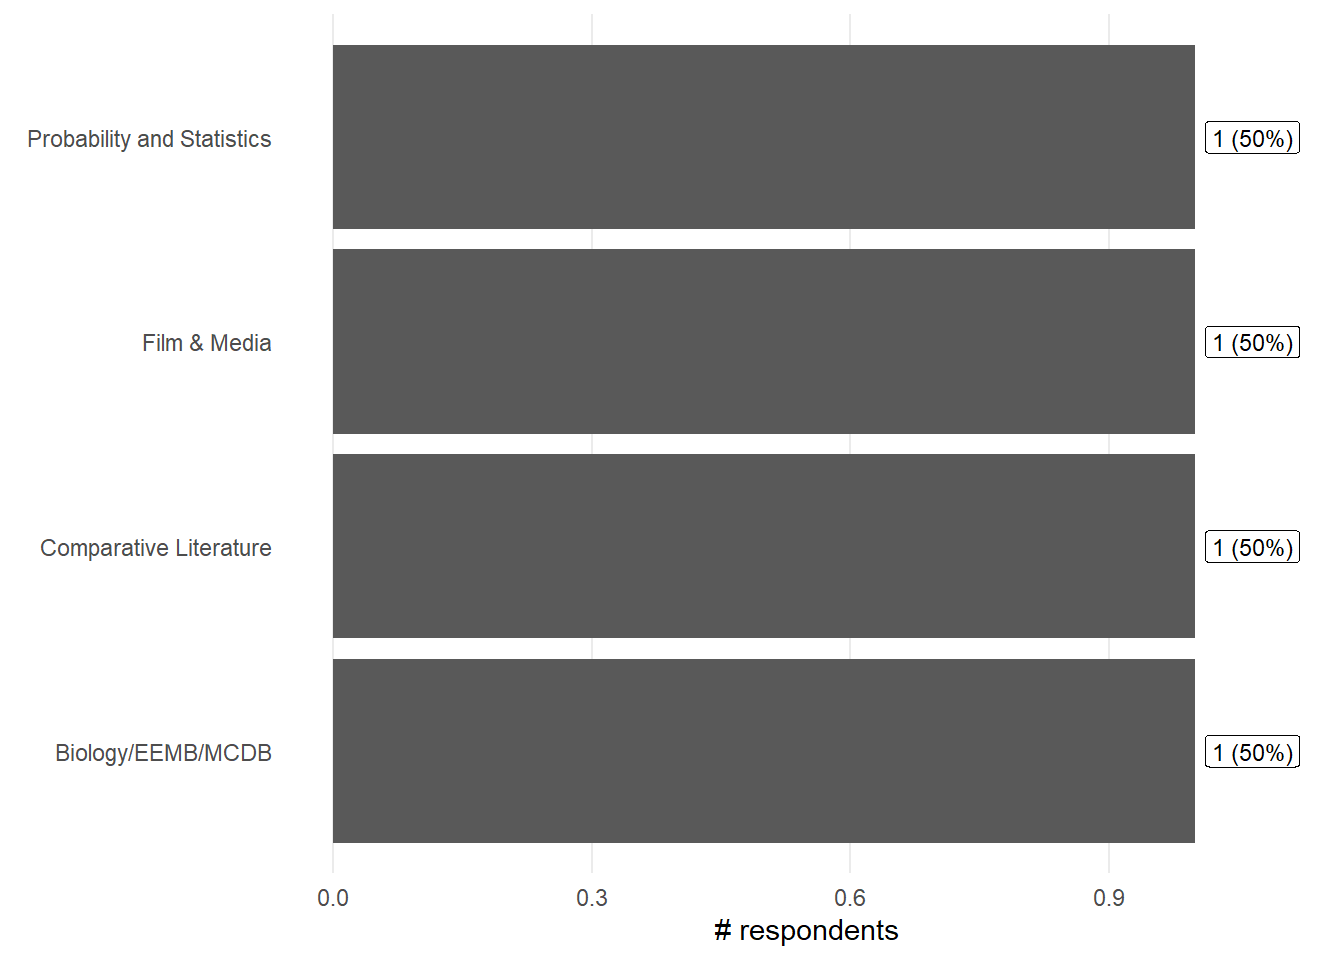 Probability and Statistics
1 (50%)
Film & Media
1 (50%)
Comparative Literature
1 (50%)
Biology/EEMB/MCDB
1 (50%)
0.0 0.3 0.6 0.9
# respondents